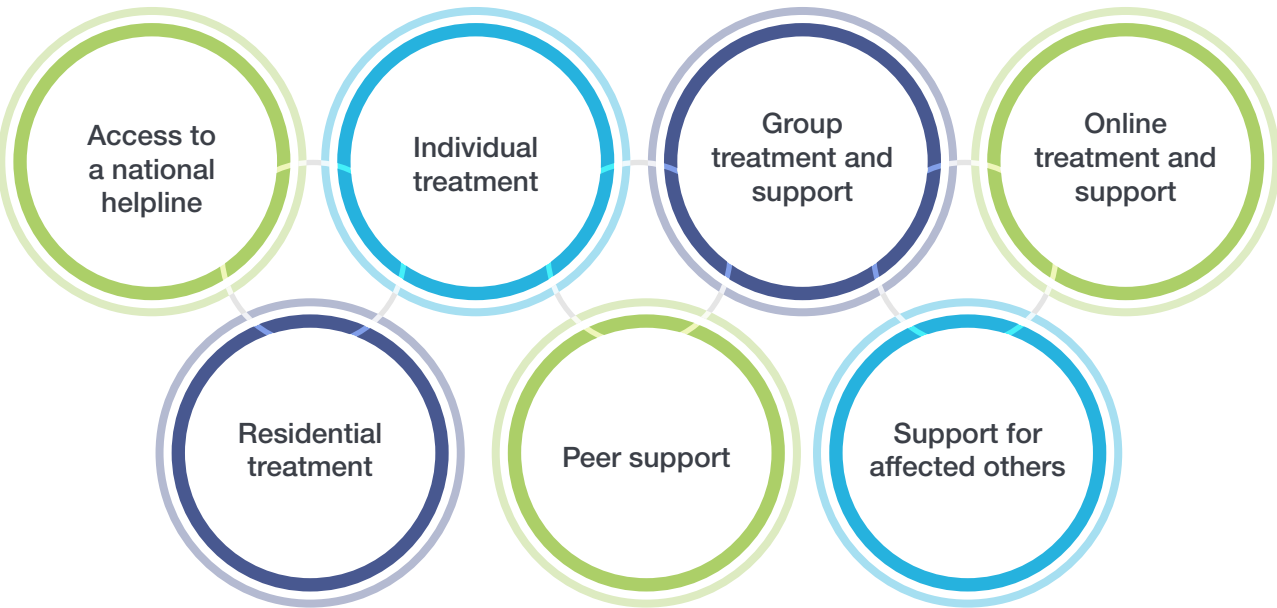 Access to
a national
helpline
Individual
treatment
Group
treatment and
support
Online
treatment and
support
Residential
treatment
Peer support
Support for
affected others